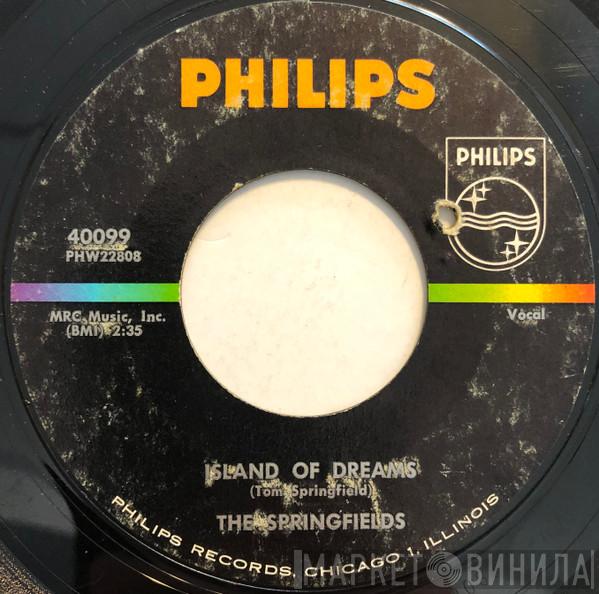 PHILIPS
PHILIPS
40099
PHW22808
MRC Music, Inc.
(BMI) 2:35
Vocal
ISLAND OF DREAMS
(Tom Springfield)
THE SPRINGFIELDS
PHILIPS RECORDS, CHICAGO 1, ILLINOIS
МАРКЕТ ВИНИЛА